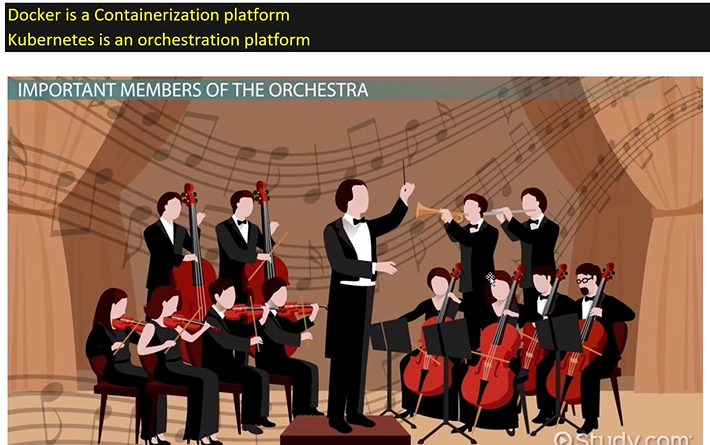 Docker is a Containerization platform
Kubernetes is an orchestration platform
IMPORTANT MEMBERS OF THE ORCHESTRA
Study.com